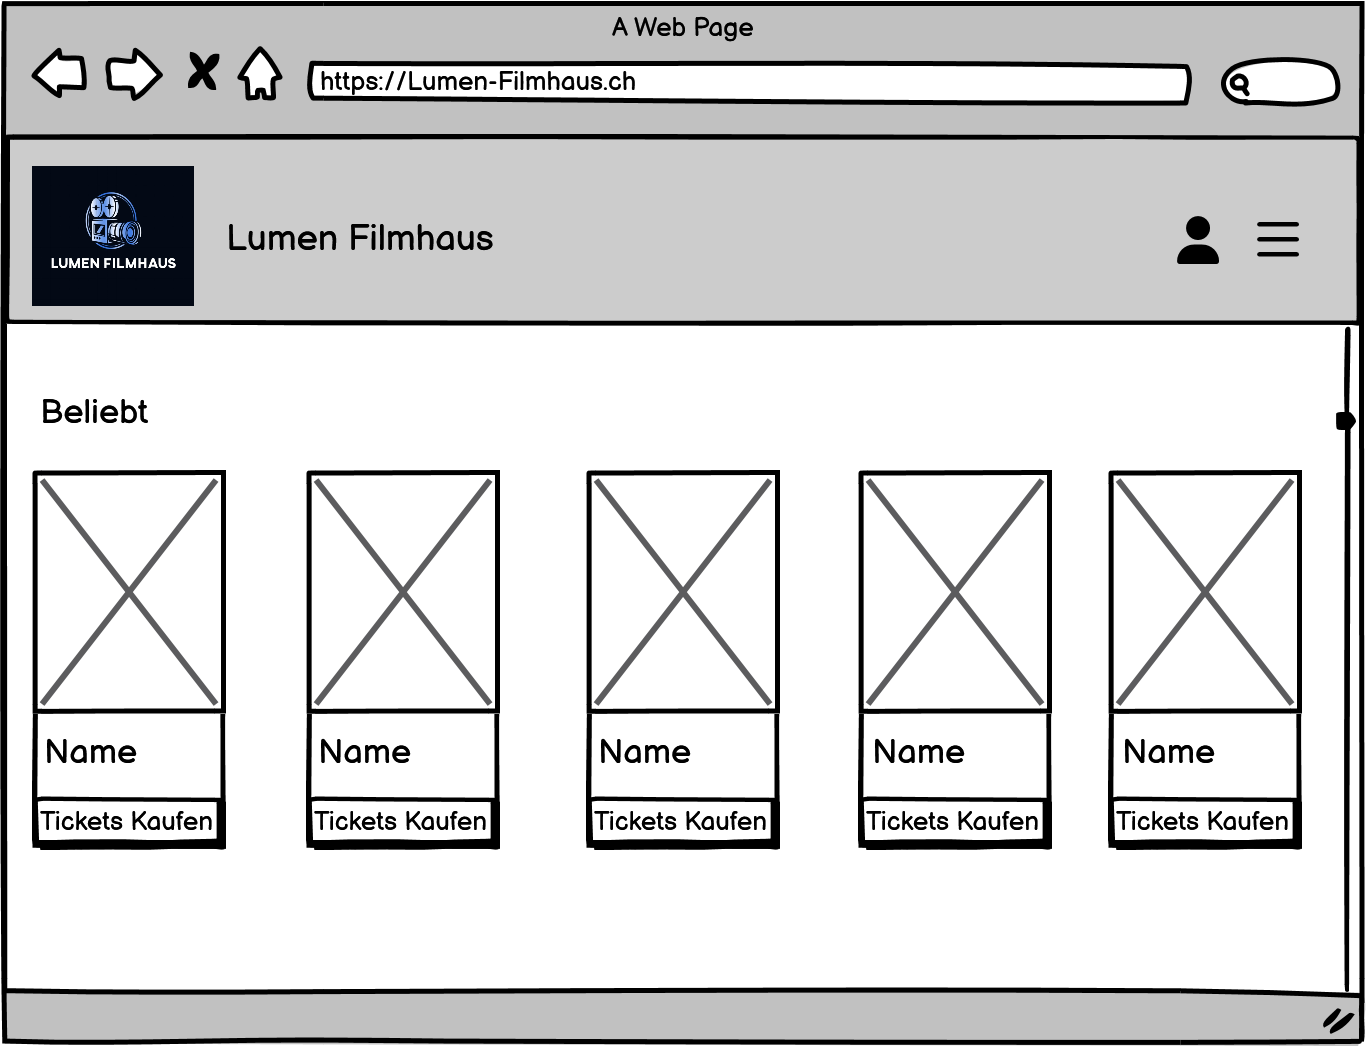 A Web Page
https://Lumen-Filmhaus.ch
LUMEN FILMHAUS
Lumen Filmhaus
Beliebt
Name
Tickets Kaufen
Name
Tickets Kaufen
Name
Tickets Kaufen
Name
Tickets Kaufen
Name
Tickets Kaufen